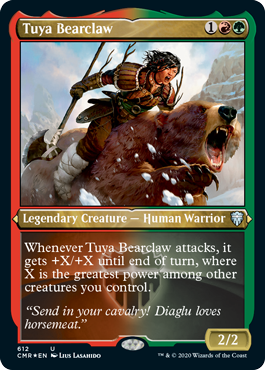 Tuya Bearclaw 1
Legendary Creature — Human Warrior
Whenever Tuya Bearclaw attacks, it
gets +X/+X until end of turn, where
X is the greatest power among other
creatures you control.
“Send in your cavalry! Diaglu loves
horsemeat.”
2/2
612 U
CMR ★ EN Lius Lasahido ™ & © 2020 Wizards of the Coast